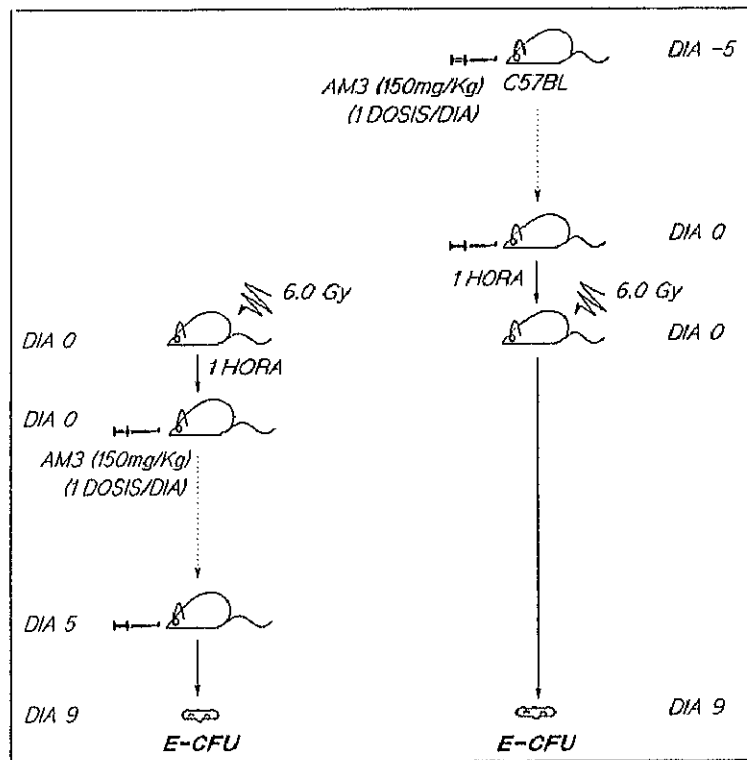 DIA -5
AM3 (150mg/Kg) C57BL
(1 DOSIS/DIA)
DIA 0
1 HORA
6.0 Gy
DIA 0
6.0 Gy
DIA 0
1 HORA
DIA 0
AM3 (150mg/Kg)
(1 DOSIS/DIA)
DIA 5
DIA 9
E-CFU
E-CFU
DIA 9